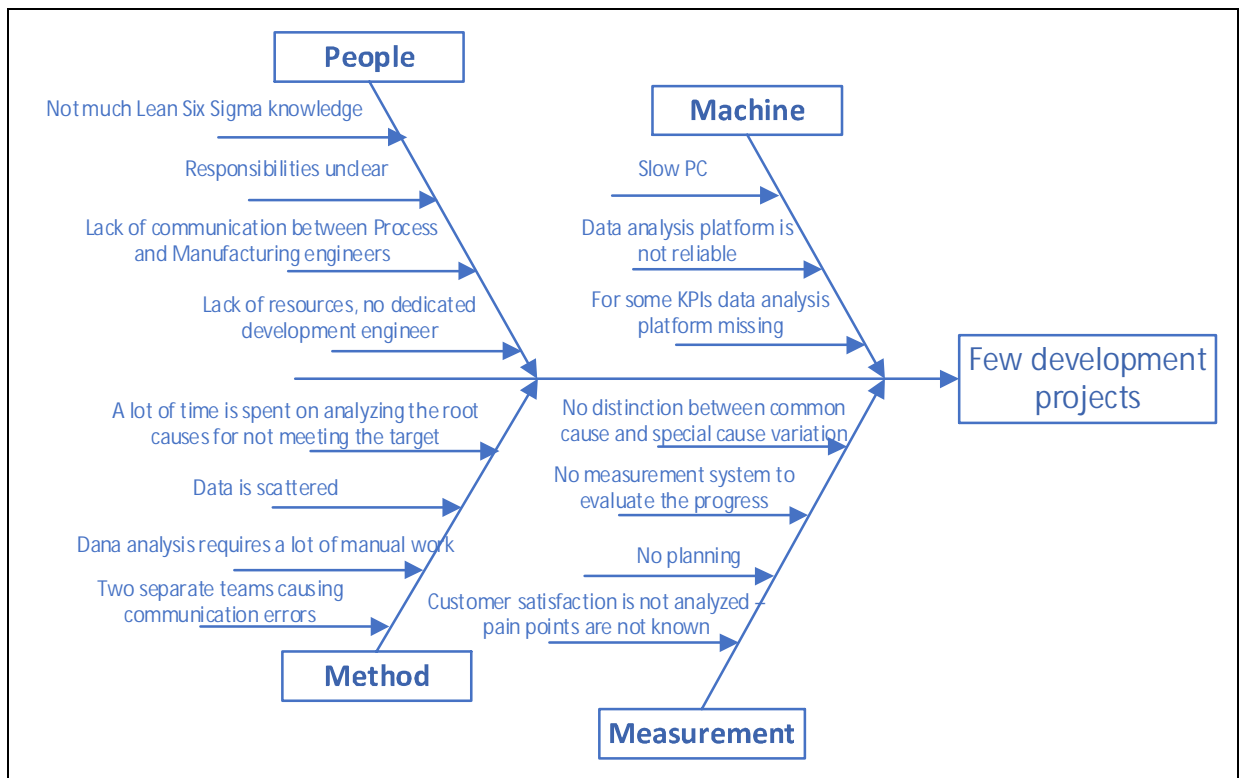 People
Not much Lean Six Sigma knowledge
Responsibilities unclear
Lack of communication between Process
and Manufacturing engineers
Lack of resources, no dedicated
development engineer
Machine
Slow PC
Data analysis platform is
not reliable
For some KPIs data analysis
platform missing
Few development
projects
A lot of time is spent on analyzing the root
causes for not meeting the target
Data is scattered
Dana analysis requires a lot of manual work
Two separate teams causing
communication errors
Method
No distinction between common
cause and special cause variation
No measurement system to
evaluate the progress
No planning
Customer satisfaction is not analyzed –
pain points are not known
Measurement